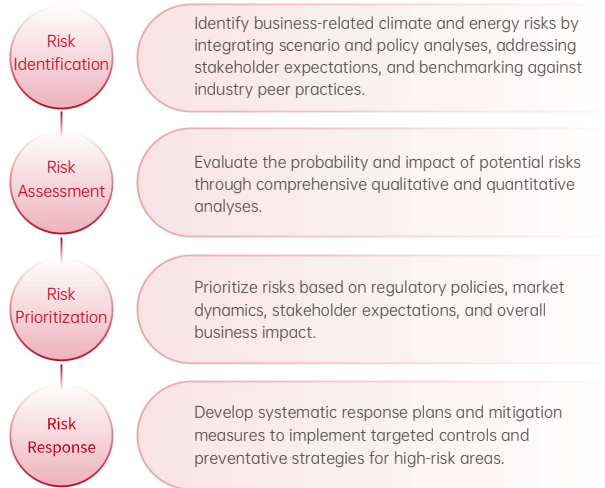 Risk
Identification
Identify business-related climate and energy risks by
integrating scenario and policy analyses, addressing
stakeholder expectations, and benchmarking against
industry peer practices.
Risk
Assessment
Evaluate the probability and impact of potential risks
through comprehensive qualitative and quantitative
analyses.
Risk
Prioritization
Prioritize risks based on regulatory policies, market
dynamics, stakeholder expectations, and overall
business impact.
Risk
Response
Develop systematic response plans and mitigation
measures to implement targeted controls and
preventative strategies for high-risk areas.